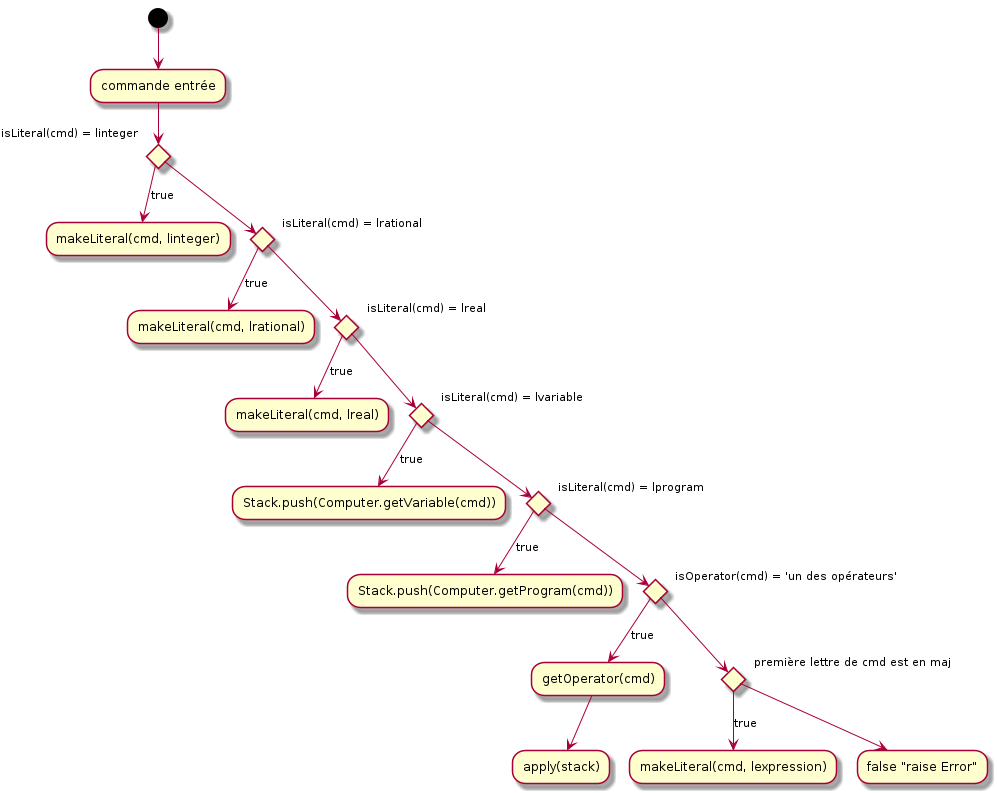 commande entrée
isLiteral(cmd) = linteger
true
makeLiteral(cmd, linteger)
isLiteral(cmd) = lrational
true
makeLiteral(cmd, lrational)
isLiteral(cmd) = lreal
true
makeLiteral(cmd, lreal)
isLiteral(cmd) = lvariable
true
Stack.push(Computer.getVariable(cmd))
isLiteral(cmd) = lprogram
true
Stack.push(Computer.getProgram(cmd))
isOperator(cmd) = 'un des opérateurs'
true
getOperator(cmd)
première lettre de cmd est en maj
true
apply(stack)
makeLiteral(cmd, lexpression)
false "raise Error"